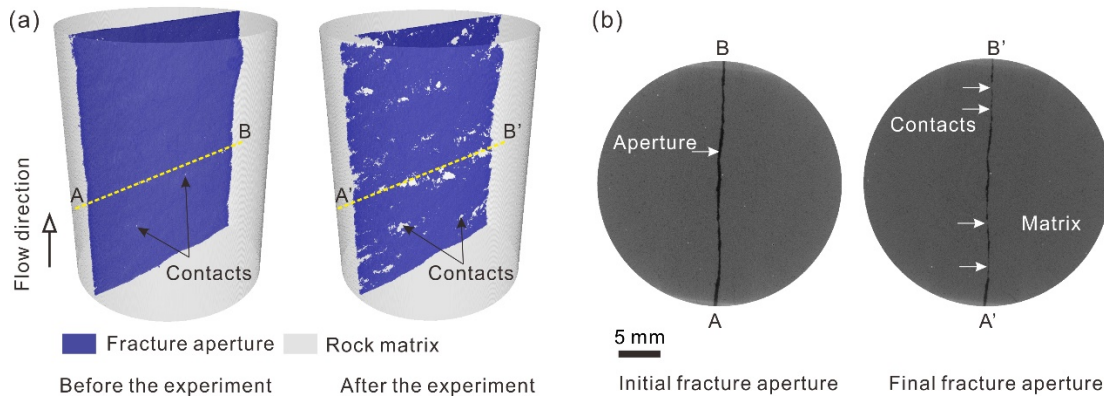 (a)
B
A
Contacts
Flow direction
B'
A'
Contacts
Fracture aperture
Rock matrix
Before the experiment
After the experiment
(b)
B
Aperture
A
5 mm
Initial fracture aperture
B'
Contacts
Matrix
A'
Final fracture aperture